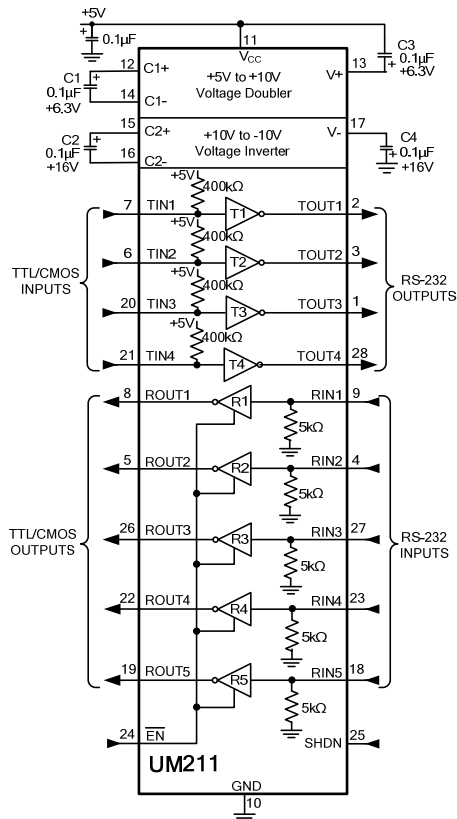 +5V
+ 0.1µF
11
VCC
C1
0.1µF
+6.3V
+
12 C1+
14 C1-
+5V to +10V
Voltage Doubler
V+ 13
+
C3
0.1µF
+6.3V
C2
0.1µF
+16V
+
15 C2+
16 C2-
+10V to -10V
Voltage Inverter
V- 17
+
C4
0.1µF
+16V
+5V
400kΩ
7 TIN1 T1 TOUT1 2
+5V
400kΩ
6 TIN2 T2 TOUT2 3
+5V
400kΩ
20 TIN3 T3 TOUT3 1
+5V
400kΩ
21 TIN4 T4 TOUT4 28
TTL/CMOS
INPUTS
RS-232
OUTPUTS
8 ROUT1 R1 RIN1 9
5kΩ
5 ROUT2 R2 RIN2 4
5kΩ
26 ROUT3 R3 RIN3 27
5kΩ
22 ROUT4 R4 RIN4 23
5kΩ
19 ROUT5 R5 RIN5 18
5kΩ
TTL/CMOS
OUTPUTS
RS-232
INPUTS
24 EN
SHDN 25
UM211
GND
10